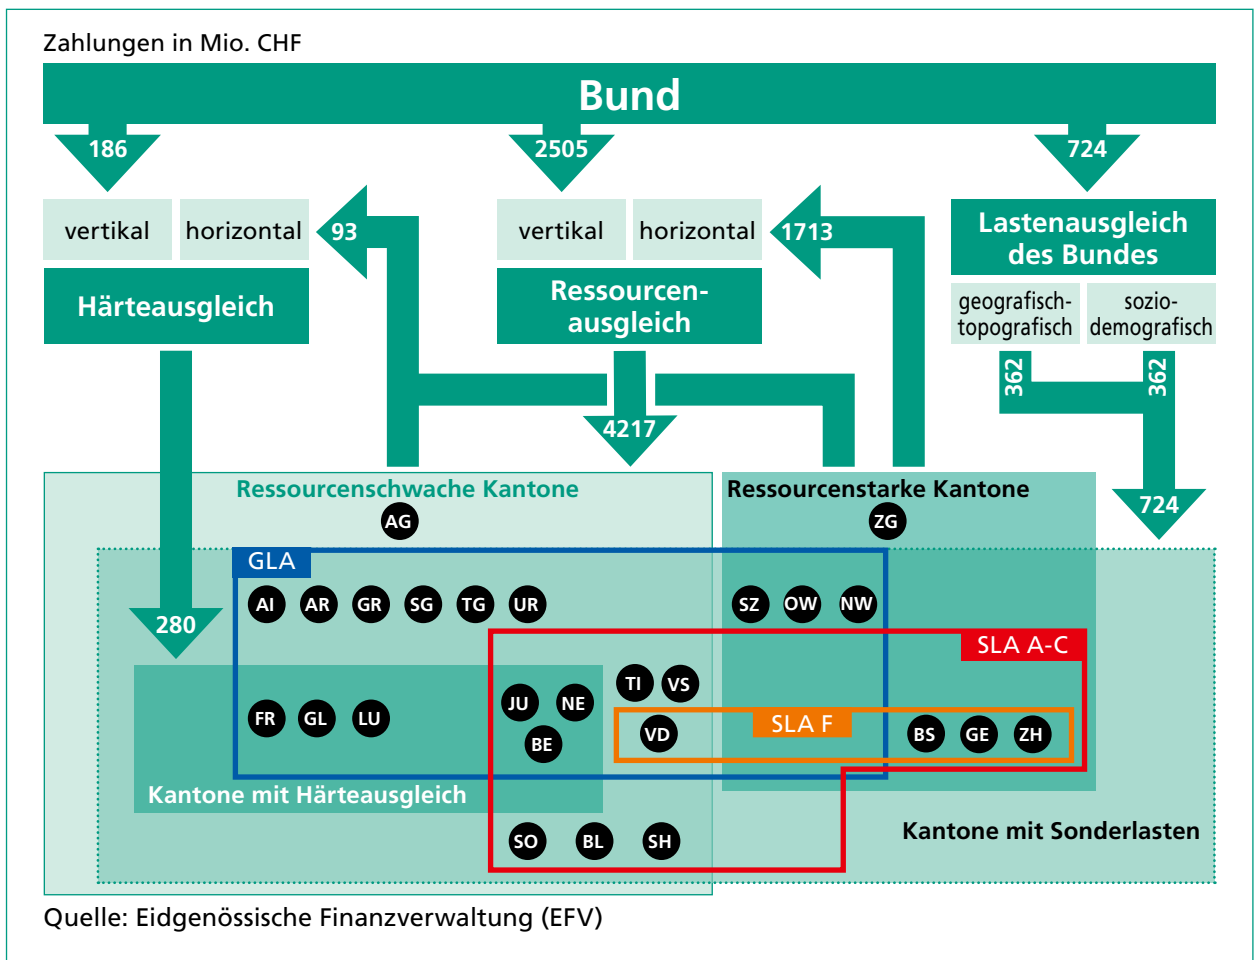 Zahlungen in Mio. CHF
Bund
186
2505
724
vertikal
horizontal
93
vertikal
horizontal
1713
Lastenausgleich
des Bundes
Härteausgleich
Ressourcen-
ausgleich
geografisch-
topografisch
sozio-
demografisch
362
362
4217
Ressourcenschwache Kantone
Ressourcenstarke Kantone
724
AG
ZG
GLA
AI
AR
GR
SG
TG
UR
SZ
OW
NW
280
SLA A-C
TI
VS
JU
NE
FR
GL
LU
BE
VD
SLA F
BS
GE
ZH
Kantone mit Härteausgleich
Kantone mit Sonderlasten
SO
BL
SH
Quelle: Eidgenössische Finanzverwaltung (EFV)